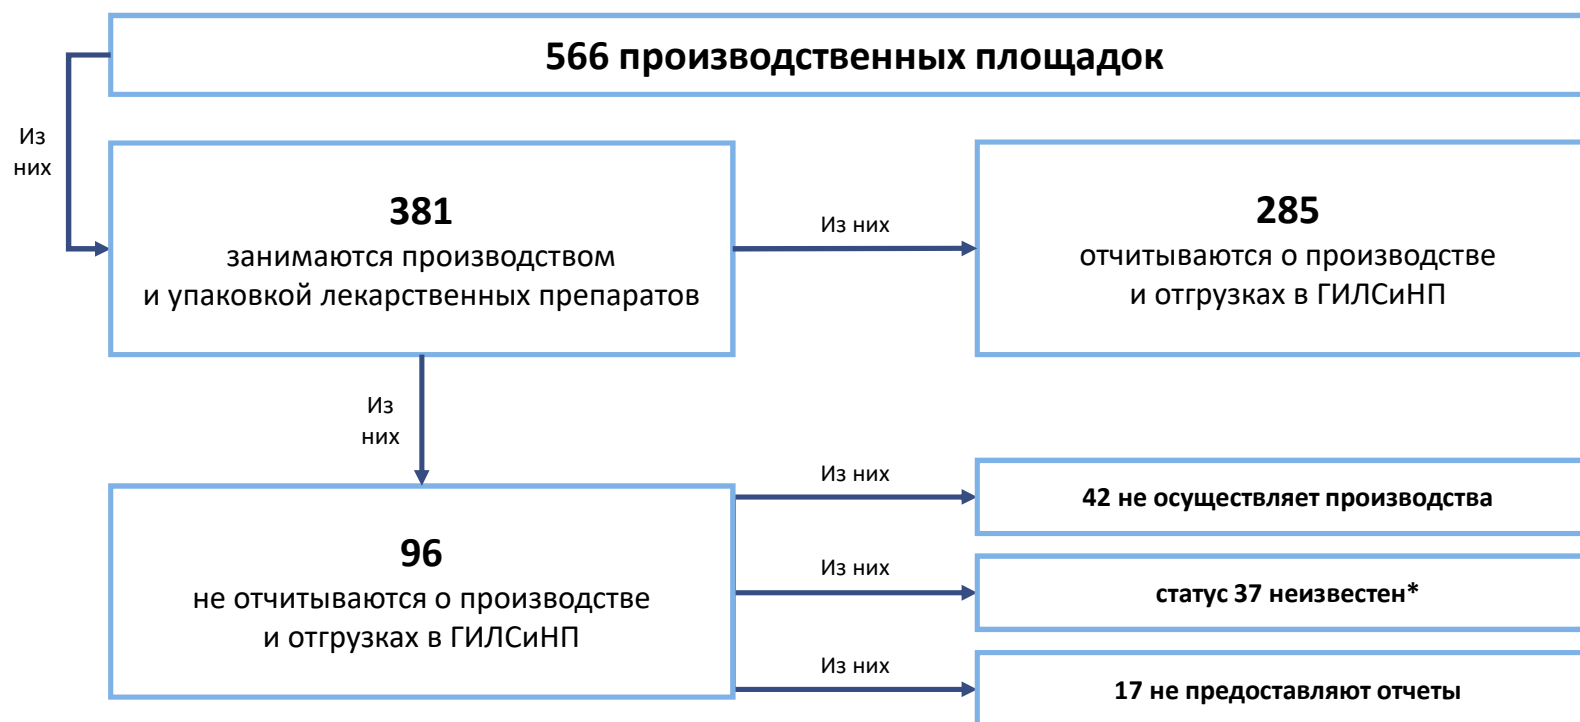 566 производственных площадок
Из
них
381
занимаются производством
и упаковкой лекарственных препаратов
Из них
285
отчитываются о производстве
и отгрузках в ГИЛСиНП
Из
них
96
не отчитываются о производстве
и отгрузках в ГИЛСиНП
Из них
42 не осуществляет производства
Из них
статус 37 неизвестен*
Из них
17 не предоставляют отчеты